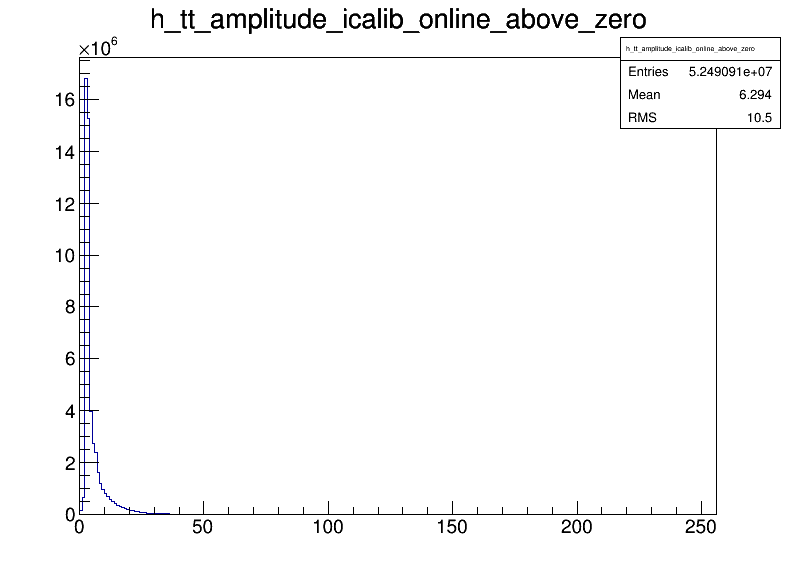 h_tt_amplitude_icalib_online_above_zero
×10⁶
h_tt_amplitude_icalib_online_above_zero
Entries 5.249091e+07
Mean 6.294
RMS 10.5
16
14
12
10
8
6
4
2
0
0 50 100 150 200 250